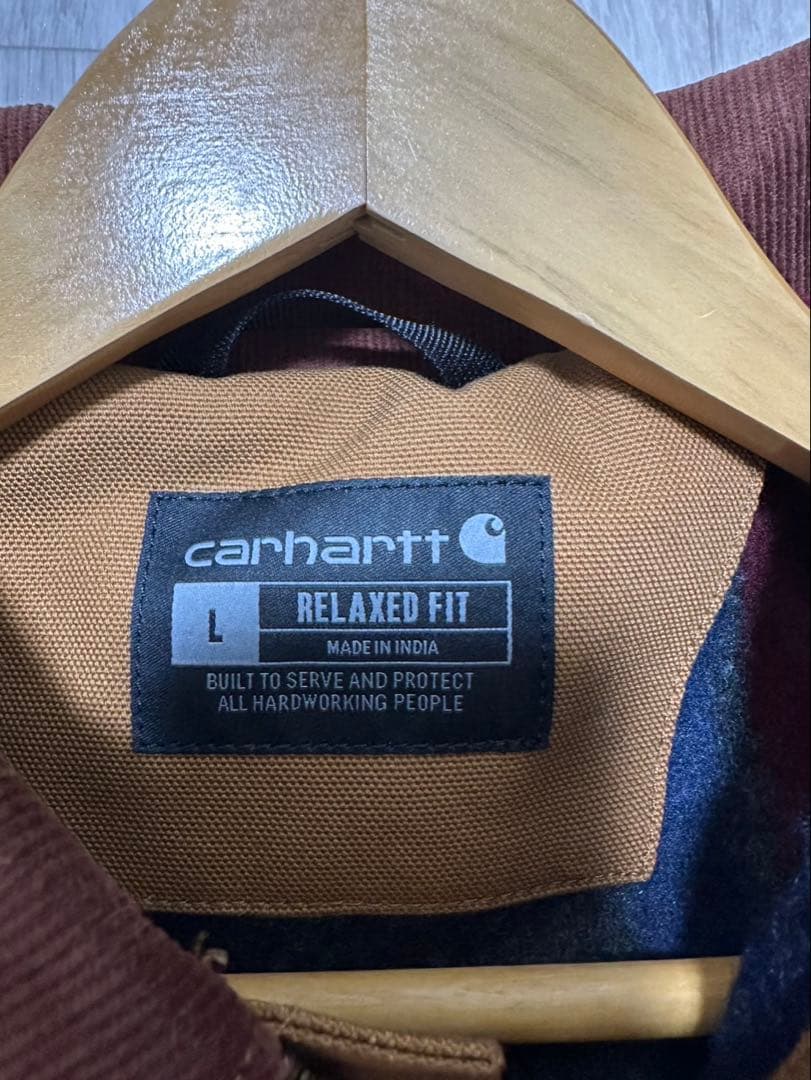 carhartt
L
RELAXED FIT
MADE IN INDIA
BUILT TO SERVE AND PROTECT
ALL HARDWORKING PEOPLE